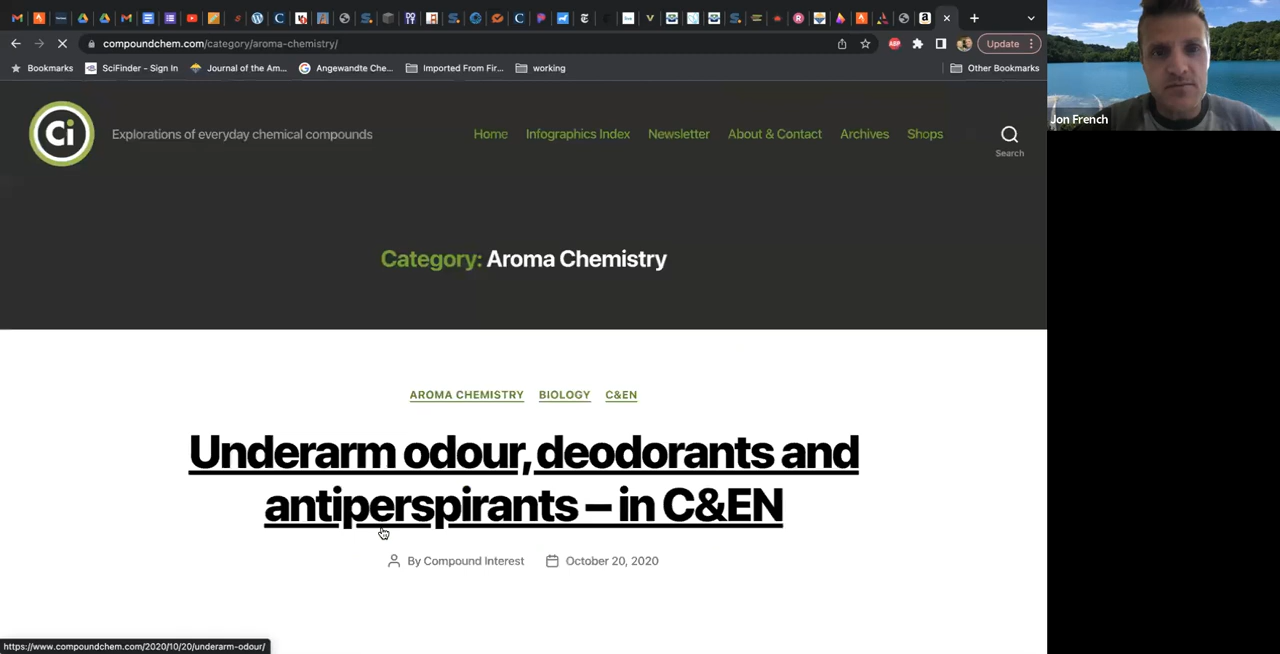 compoundchem.com/category/aroma-chemistry/
Update
Bookmarks
SciFinder - Sign In
Journal of the Am...
Angewandte Che...
Imported From Fir...
working
Other Bookmarks
Jon French
Ci
Explorations of everyday chemical compounds
Home
Infographics Index
Newsletter
About & Contact
Archives
Shops
Search
Category: Aroma Chemistry
AROMA CHEMISTRY BIOLOGY C&EN
Underarm odour, deodorants and
antiperspirants – in C&EN
By Compound Interest
October 20, 2020
https://www.compoundchem.com/2020/10/20/underarm-odour/